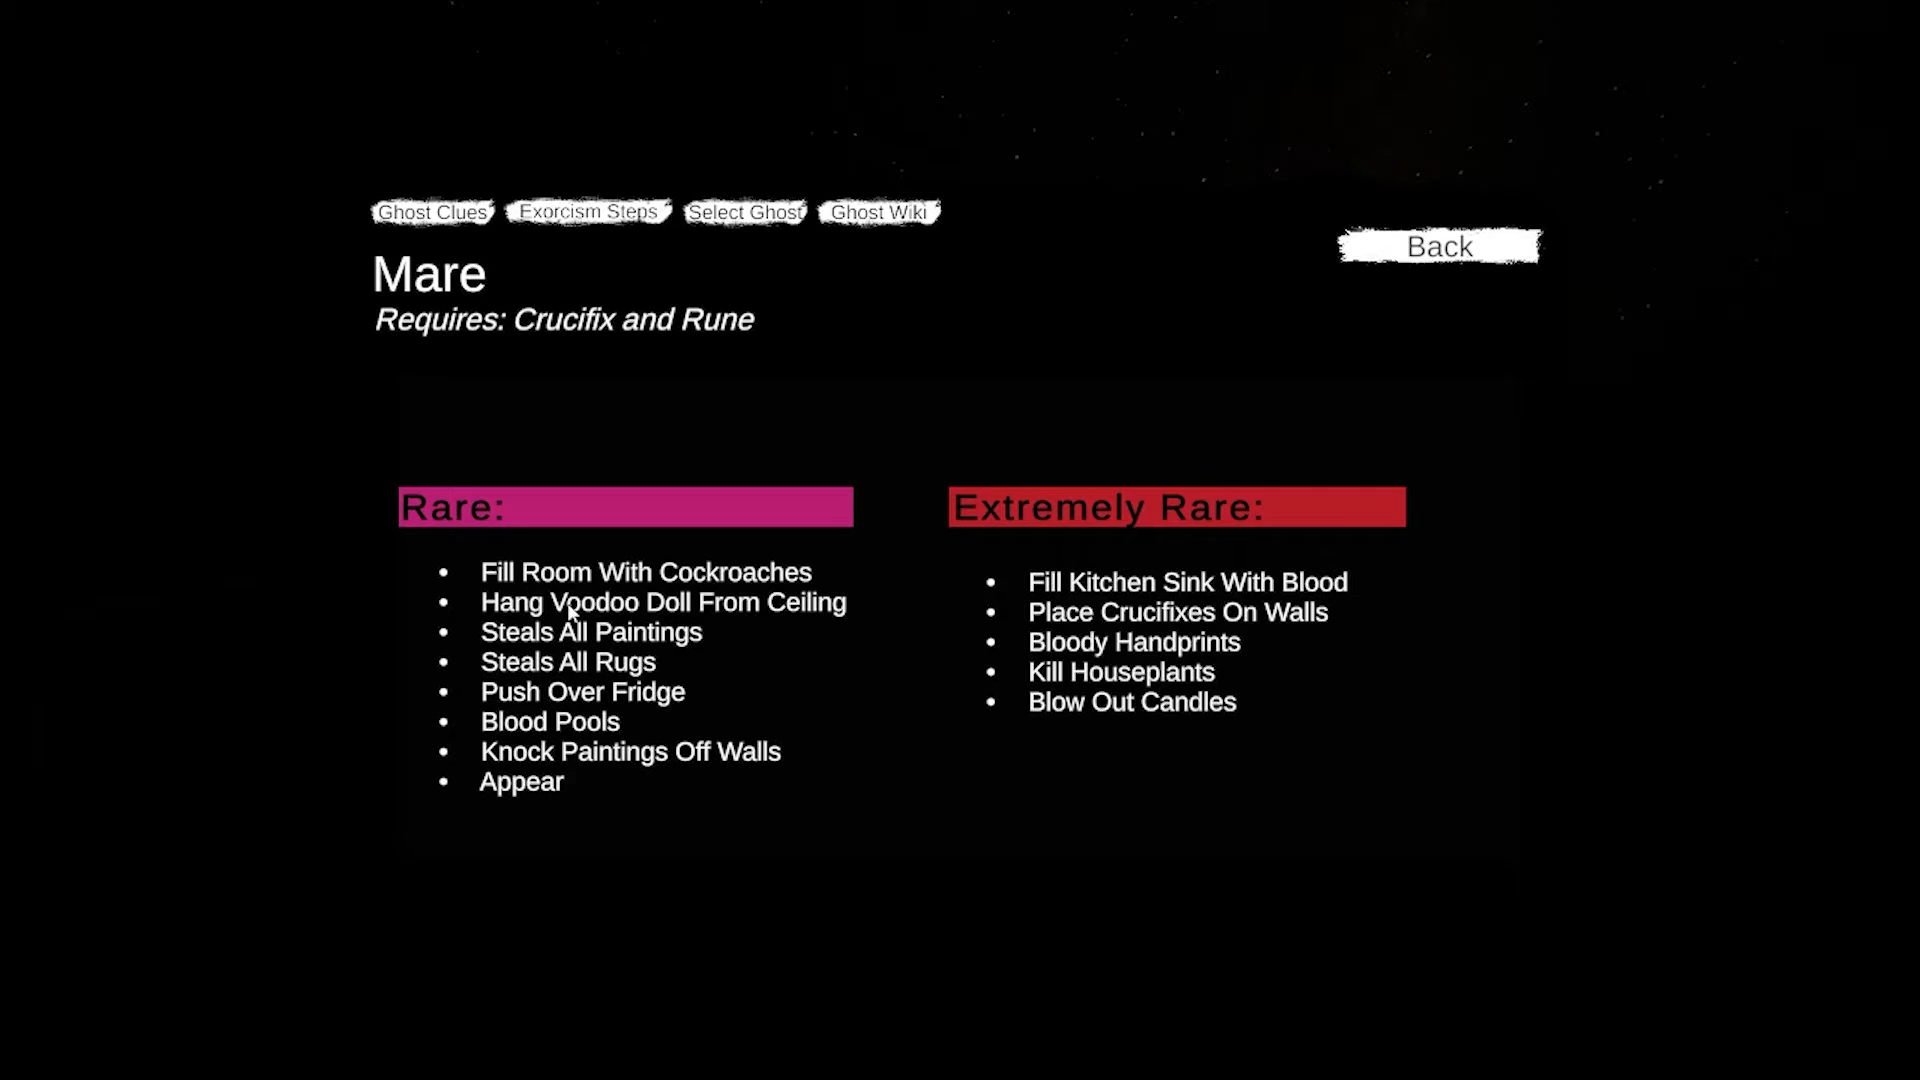 Ghost Clues Exorcism Steps Select Ghost Ghost Wiki
Back
Mare
Requires: Crucifix and Rune
Rare:
• Fill Room With Cockroaches
• Hang Voodoo Doll From Ceiling
• Steals All Paintings
• Steals All Rugs
• Push Over Fridge
• Blood Pools
• Knock Paintings Off Walls
• Appear
Extremely Rare:
• Fill Kitchen Sink With Blood
• Place Crucifixes On Walls
• Bloody Handprints
• Kill Houseplants
• Blow Out Candles